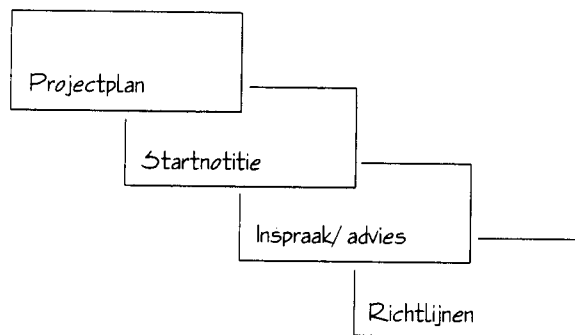 Projectplan
Startnotitie
Inspraak/ advies
Richtlijnen